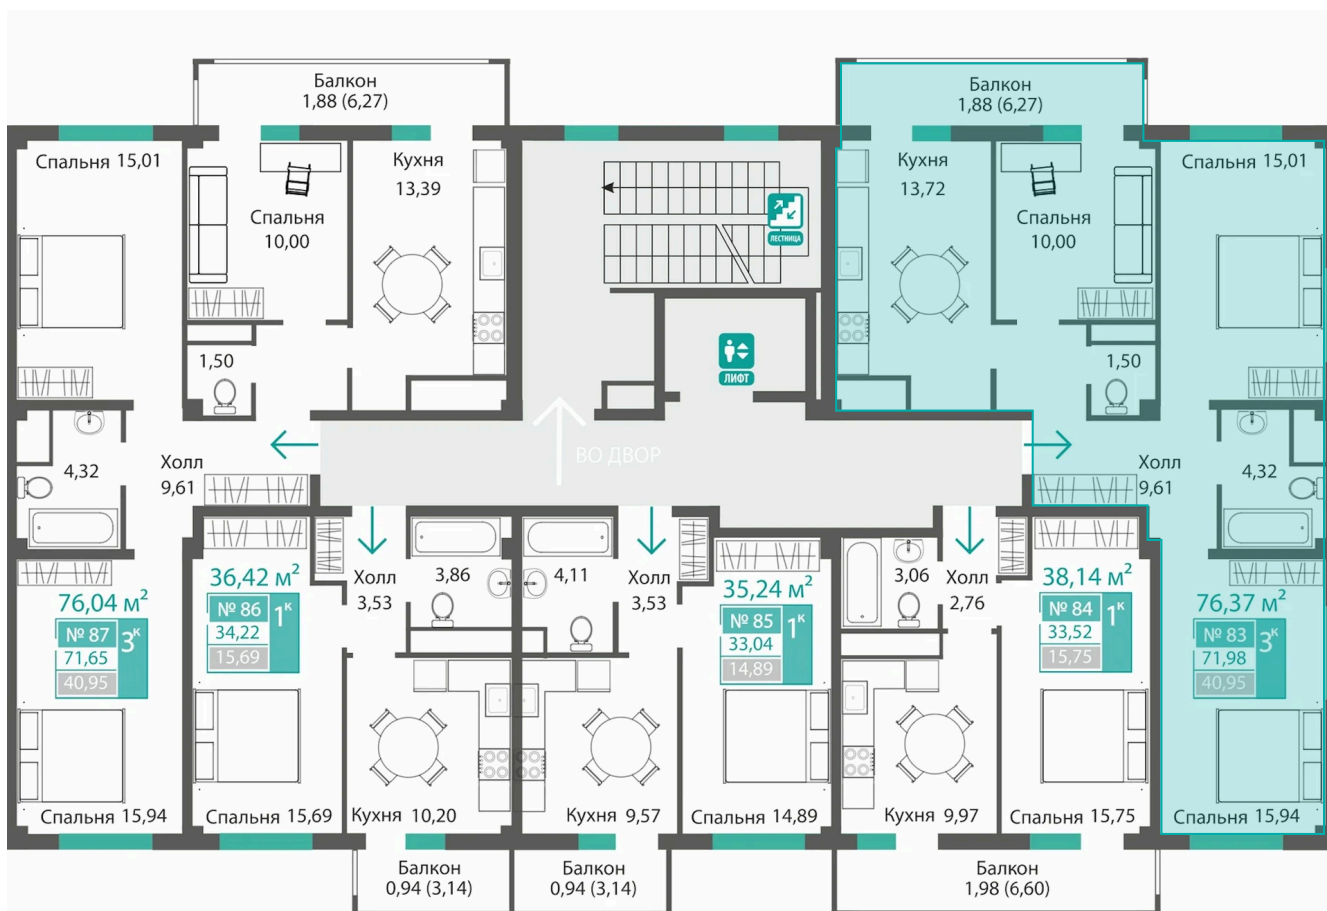 Балкон
1,88 (6,27)
Балкон
1,88 (6,27)
Спальня 15,01
Кухня
13,39
Спальня
10,00
ЛЕСТНИЦА
Кухня
13,72
Спальня
10,00
Спальня 15,01
1,50
ЛИФТ
1,50
4,32
Холл
9,61
ВО ДВОР
Холл
9,61
4,32
76,04 м²
№ 87
71,65
40,95
3к
36,42 м²
№ 86
34,22
15,69
1к
Холл
3,53
3,86
4,11
Холл
3,53
35,24 м²
№ 85
33,04
14,89
1к
3,06
Холл
2,76
38,14 м²
№ 84
33,52
15,75
1к
76,37 м²
№ 83
71,98
40,95
3к
Спальня 15,94
Спальня 15,69
Кухня 10,20
Кухня 9,57
Спальня 14,89
Кухня 9,97
Спальня 15,75
Спальня 15,94
Балкон
0,94 (3,14)
Балкон
0,94 (3,14)
Балкон
1,98 (6,60)